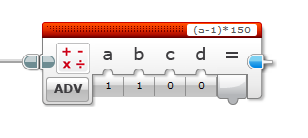 (a-1)*150
+ - × ÷ a b c d =
ADV 1 1 0 0